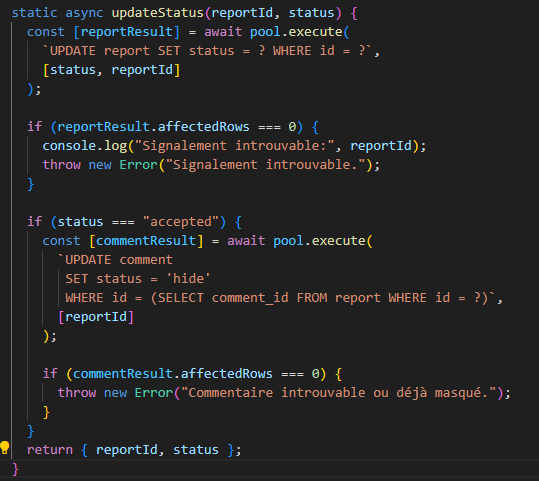 static async updateStatus(reportId, status) {
const [reportResult] = await pool.execute(
`UPDATE report SET status = ? WHERE id = ?`,
[status, reportId]
);
if (reportResult.affectedRows === 0) {
console.log("Signalement introuvable:", reportId);
throw new Error("Signalement introuvable.");
}
if (status === "accepted") {
const [commentResult] = await pool.execute(
`UPDATE comment
SET status = 'hide'
WHERE id = (SELECT comment_id FROM report WHERE id = ?)`,
[reportId]
);
if (commentResult.affectedRows === 0) {
throw new Error("Commentaire introuvable ou déjà masqué.");
}
}
return { reportId, status };
}